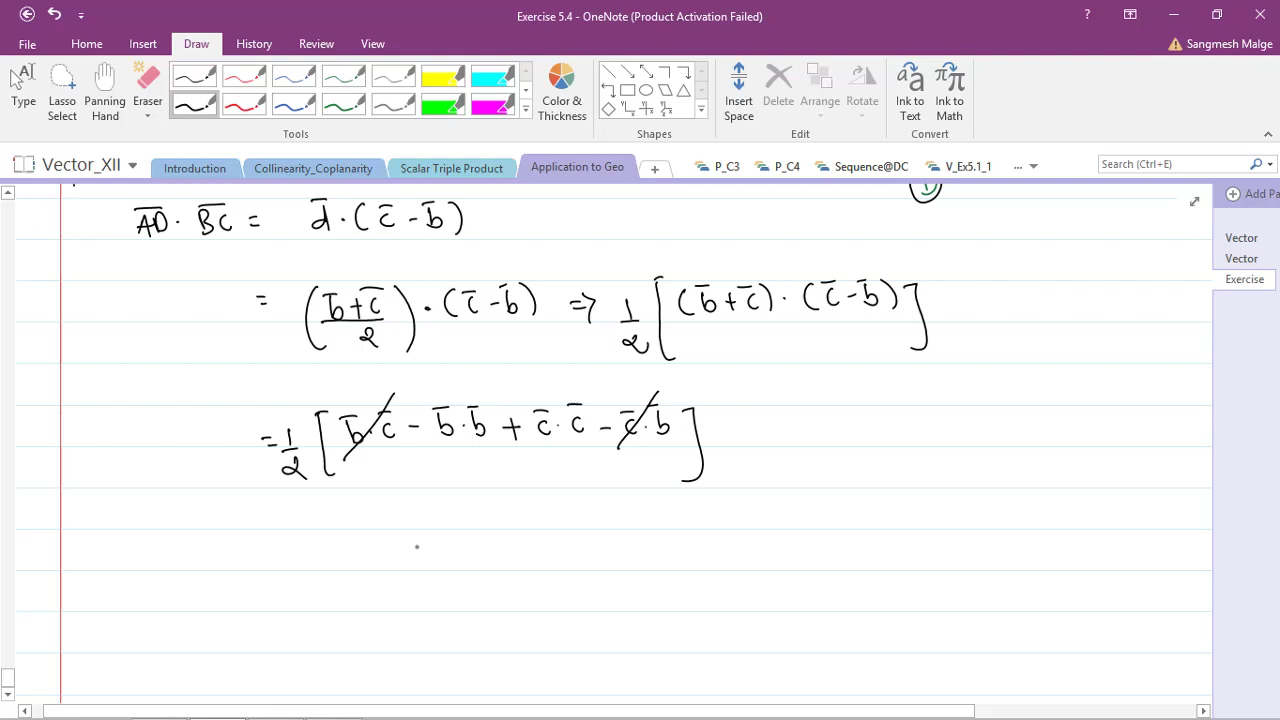 Exercise 5.4 - OneNote (Product Activation Failed)
?
File Home Insert Draw History Review View
Sangmesh Malge
Type
Lasso Select
Panning Hand
Eraser
Color & Thickness
Insert Space
Delete
Arrange
Rotate
Ink to Text
Ink to Math
Tools Shapes Edit Convert
Vector_XII
Introduction Collinearity_Coplanarity Scalar Triple Product Application to Geo
P_C3 P_C4 Sequence@DC V_Ex5.1_1 ...
Search (Ctrl+E)
Add Pa
Vector
Vector
Exercise
A̅D̅ · B̅C̅ = d̅ · (c̅ - b̅)
= ((b̅ + c̅)/2) · (c̅ - b̅) ⇒ 1/2 [(b̅ + c̅) · (c̅ - b̅)]
= 1/2 [b̅ · c̅ - b̅ · b̅ + c̅ · c̅ - c̅ · b̅]